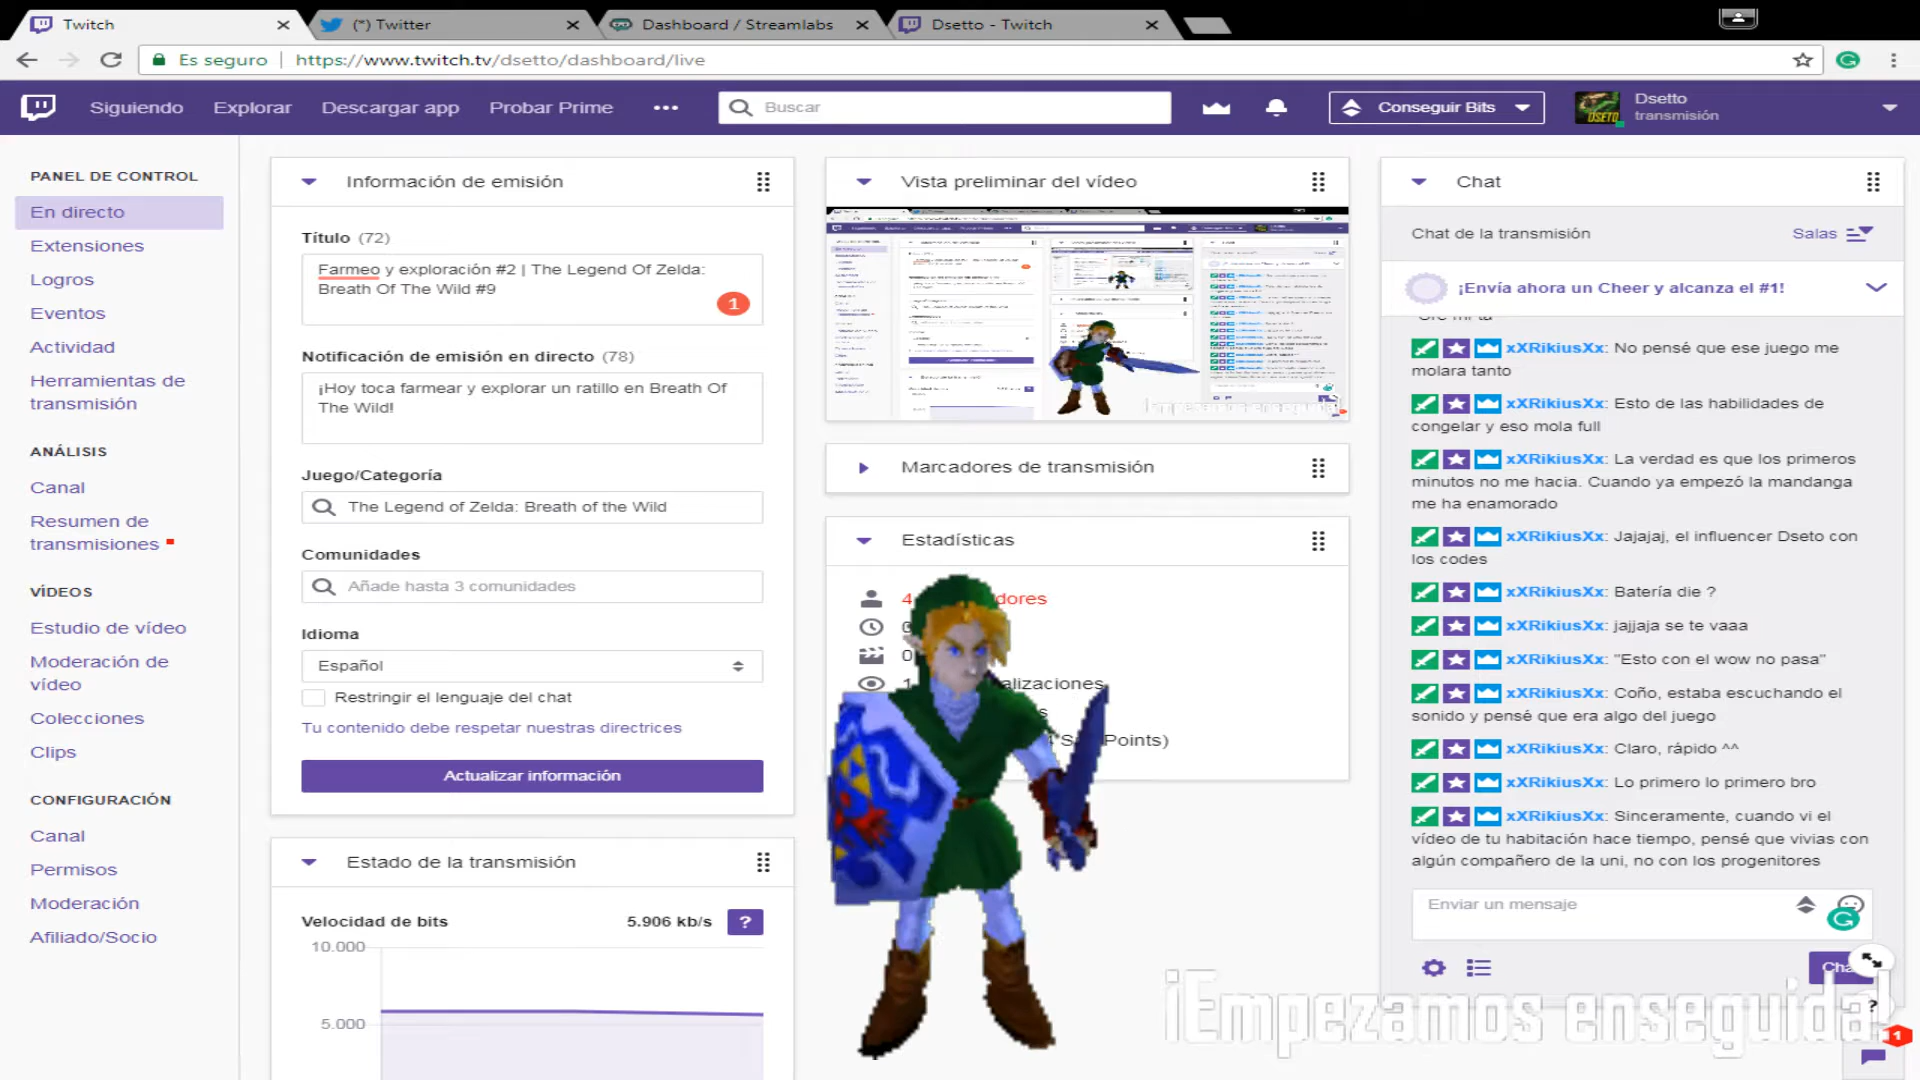 Twitch
(*) Twitter
Dashboard / Streamlabs
Dsetto - Twitch
Es seguro
https://www.twitch.tv/dsetto/dashboard/live
Siguiendo
Explorar
Descargar app
Probar Prime
Buscar
Conseguir Bits
Dsetto
transmisión
PANEL DE CONTROL
En directo
Extensiones
Logros
Eventos
Actividad
Herramientas de
transmisión
ANÁLISIS
Canal
Resumen de
transmisiones
VÍDEOS
Estudio de vídeo
Moderación de
vídeo
Colecciones
Clips
CONFIGURACIÓN
Canal
Permisos
Moderación
Afiliado/Socio
Información de emisión
Título (72)
Farmeo y exploración #2 | The Legend Of Zelda:
Breath Of The Wild #9
1
Notificación de emisión en directo (78)
¡Hoy toca farmear y explorar un ratillo en Breath Of
The Wild!
Juego/Categoría
The Legend of Zelda: Breath of the Wild
Comunidades
Añade hasta 3 comunidades
Idioma
Español
Restringir el lenguaje del chat
Tu contenido debe respetar nuestras directrices
Actualizar información
Estado de la transmisión
Velocidad de bits
5.906 kb/s
?
10.000
5.000
Vista preliminar del vídeo
Marcadores de transmisión
Estadísticas
4
0
Points)
Chat
Chat de la transmisión
Salas
¡Envía ahora un Cheer y alcanza el #1!
xXRikiusXx: No pensé que ese juego me
molara tanto
xXRikiusXx: Esto de las habilidades de
congelar y eso mola full
xXRikiusXx: La verdad es que los primeros
minutos no me hacia. Cuando ya empezó la mandanga
me ha enamorado
xXRikiusXx: Jajajaj, el influencer Dseto con
los codes
xXRikiusXx: Batería die ?
xXRikiusXx: jajjaja se te vaaa
xXRikiusXx: "Esto con el wow no pasa"
xXRikiusXx: Coño, estaba escuchando el
sonido y pensé que era algo del juego
xXRikiusXx: Claro, rápido ^^
xXRikiusXx: Lo primero lo primero bro
xXRikiusXx: Sinceramente, cuando vi el
vídeo de tu habitación hace tiempo, pensé que vivias con
algún compañero de la uni, no con los progenitores
Enviar un mensaje
¡Empezamos enseguida!
?
1